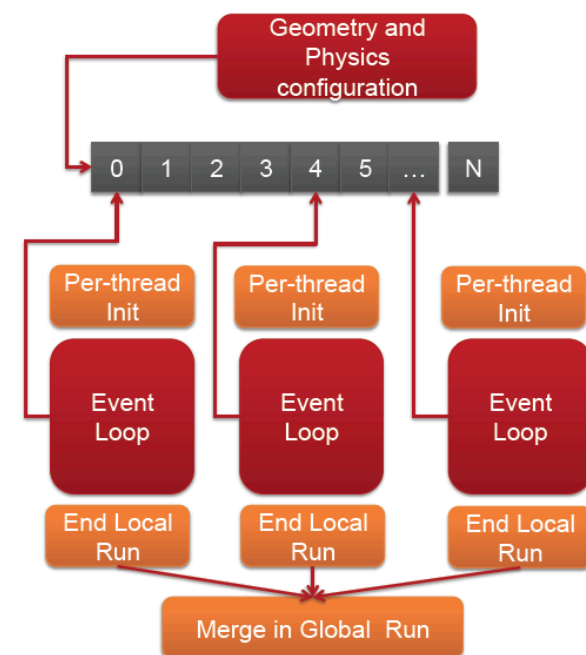 Geometry and
Physics
configuration
0 1 2 3 4 5 ... N
Per-thread
Init
Per-thread
Init
Per-thread
Init
Event
Loop
Event
Loop
Event
Loop
End Local
Run
End Local
Run
End Local
Run
Merge in Global Run